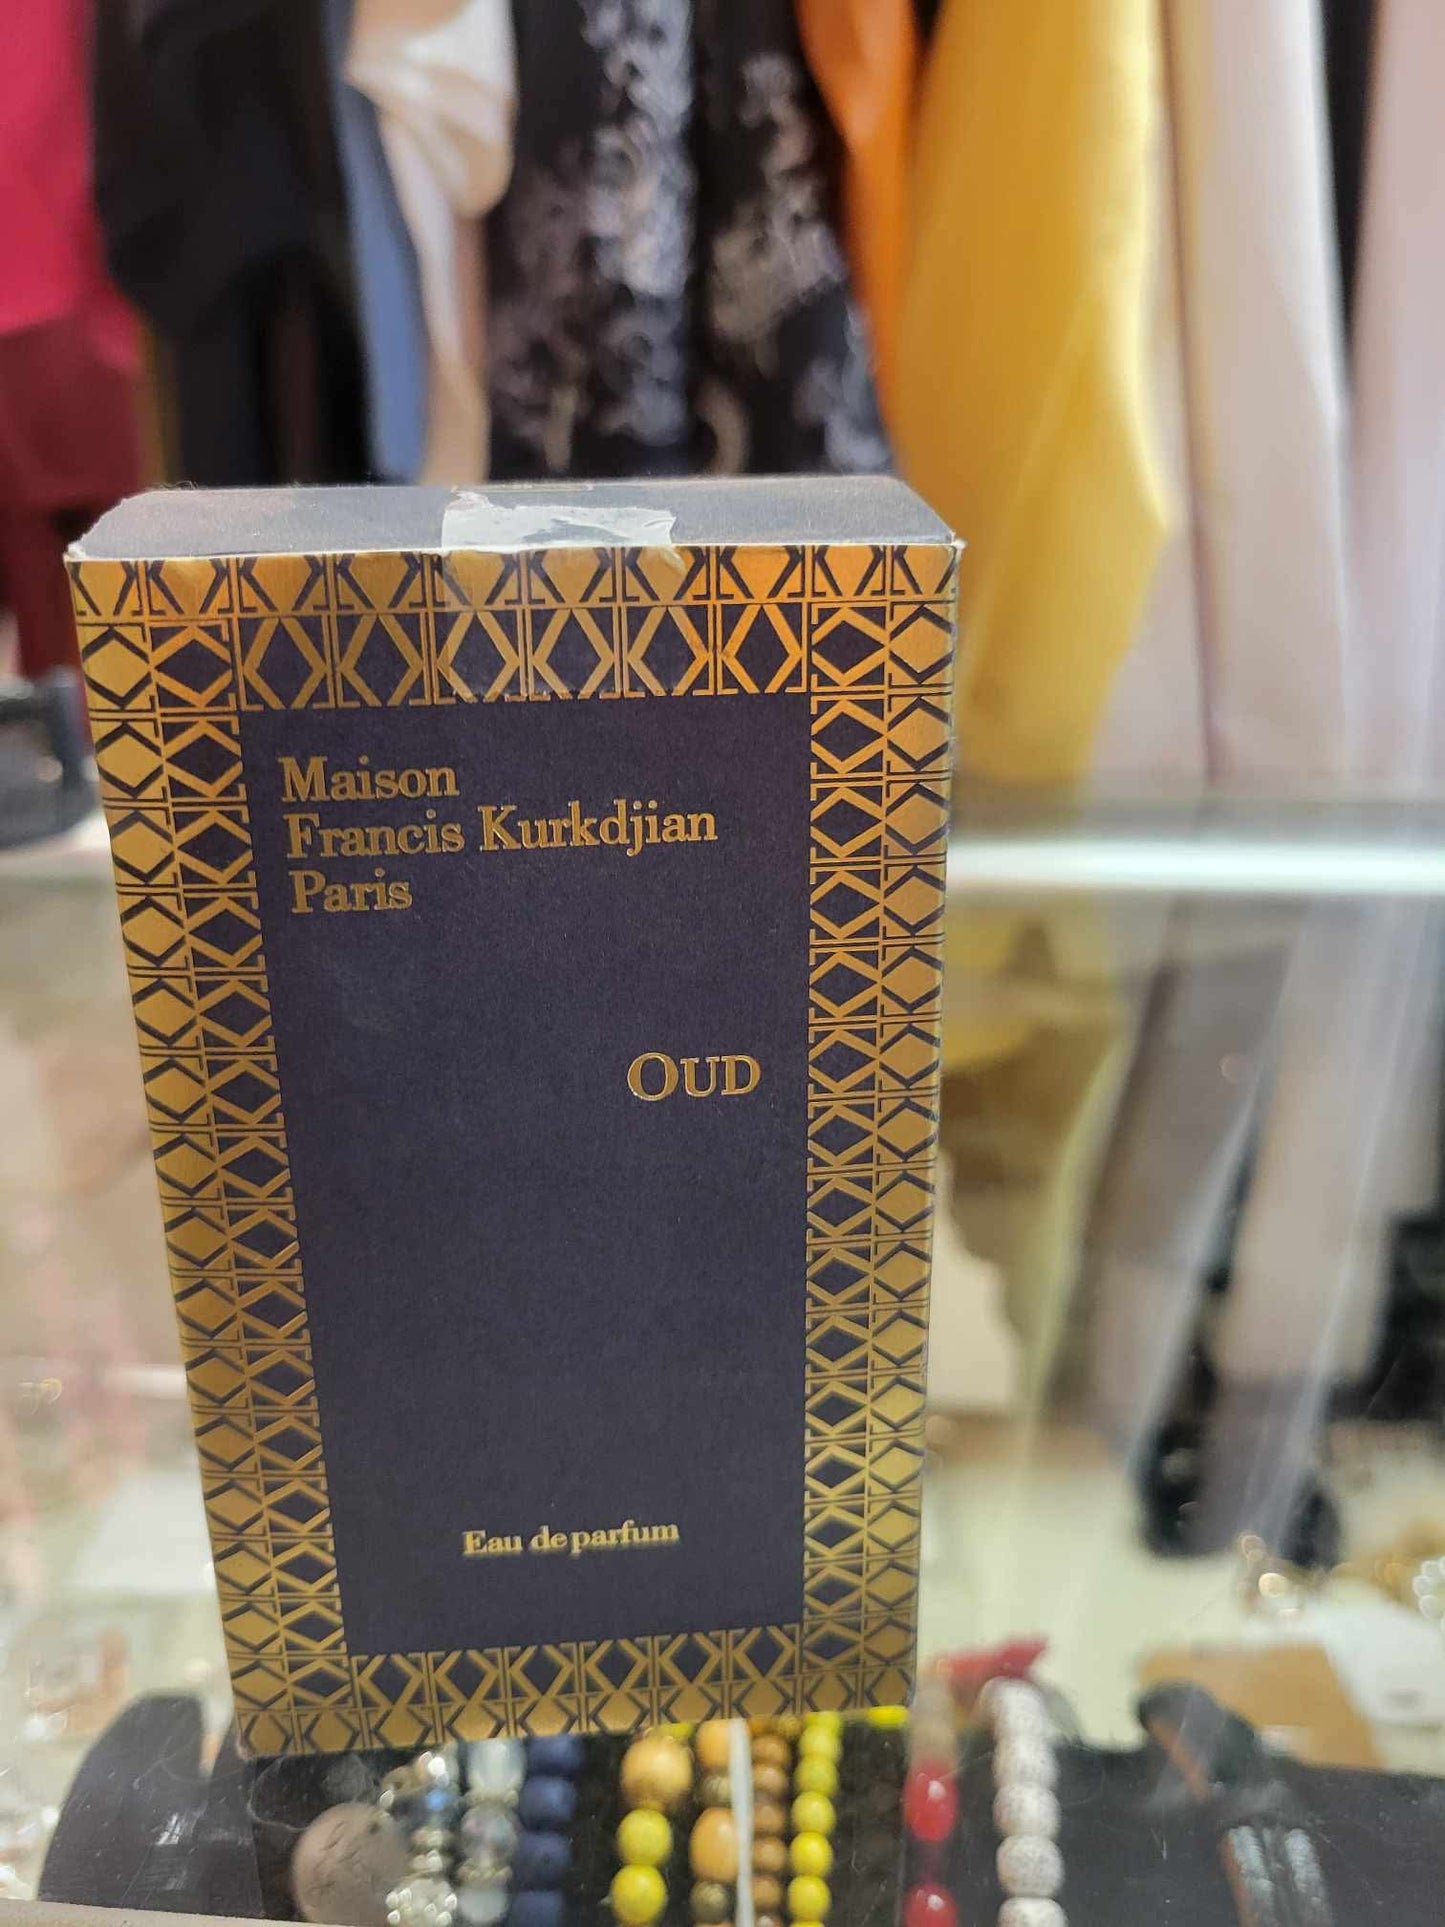 Maison
Francis Kurkdjian
Paris
OUD
Eau de parfum